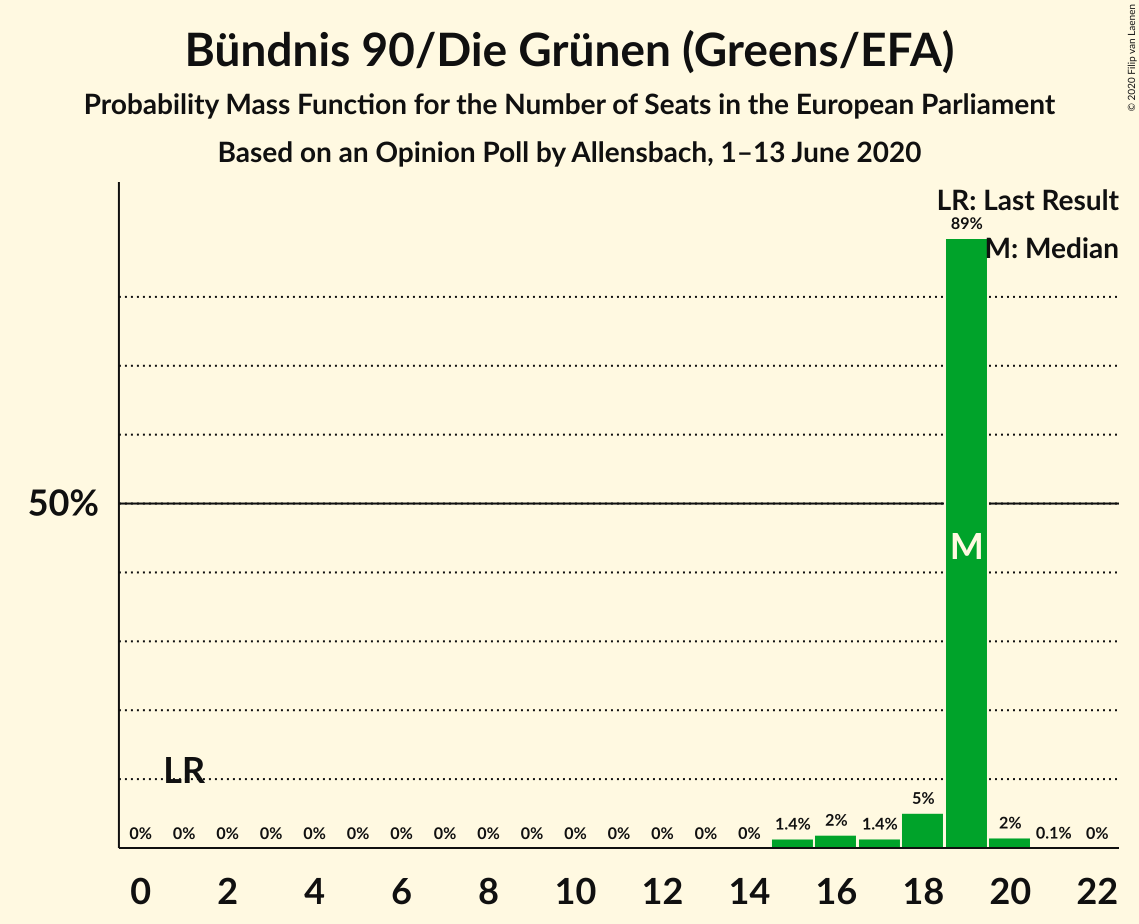 Bündnis 90/Die Grünen (Greens/EFA)
Probability Mass Function for the Number of Seats in the European Parliament
Based on an Opinion Poll by Allensbach, 1–13 June 2020
© 2020 Filip van Laenen
LR: Last Result
89%
M: Median
50%
M
LR
5%
0% 0% 0% 0% 0% 0% 0% 0% 0% 0% 0% 0% 0% 0% 0% 1.4% 2% 1.4% 2% 0.1% 0%
0 2 4 6 8 10 12 14 16 18 20 22